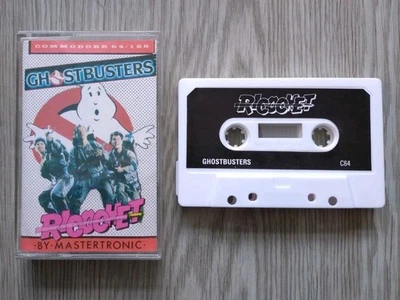 COMMODORE 64/128
GHOSTBUSTERS
RICOCHET
·BY·MASTERTRONIC·
RICOCHET
GHOSTBUSTERS
C64